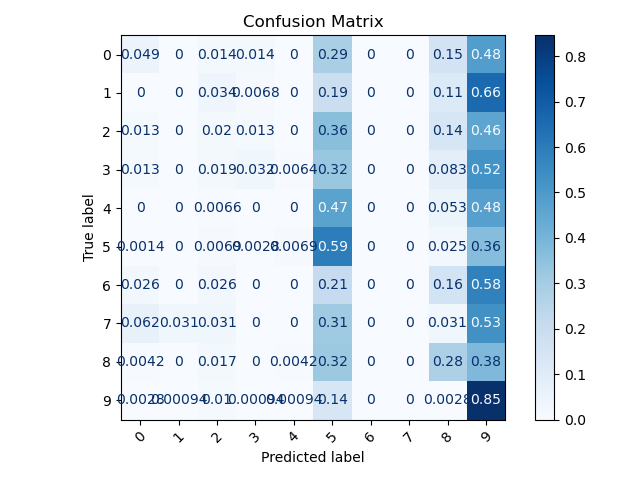 Confusion Matrix
0 0.049 0 0.014 0.014 0 0.29 0 0 0.15 0.48
1 0 0 0.034 0.0068 0 0.19 0 0 0.11 0.66
2 0.013 0 0.02 0.013 0 0.36 0 0 0.14 0.46
3 0.013 0 0.019 0.032 0.0064 0.32 0 0 0.083 0.52
4 0 0 0.0066 0 0 0.47 0 0 0.053 0.48
5 0.0014 0 0.0069 0.0028 0.0069 0.59 0 0 0.025 0.36
6 0.026 0 0.026 0 0 0.21 0 0 0.16 0.58
7 0.062 0.031 0.031 0 0 0.31 0 0 0.031 0.53
8 0.0042 0 0.017 0 0.0042 0.32 0 0 0.28 0.38
9 0.0028 0.00094 0.01 0.00094 0.00094 0.14 0 0 0.0028 0.85
0 1 2 3 4 5 6 7 8 9
Predicted label
True label
0.8
0.7
0.6
0.5
0.4
0.3
0.2
0.1
0.0